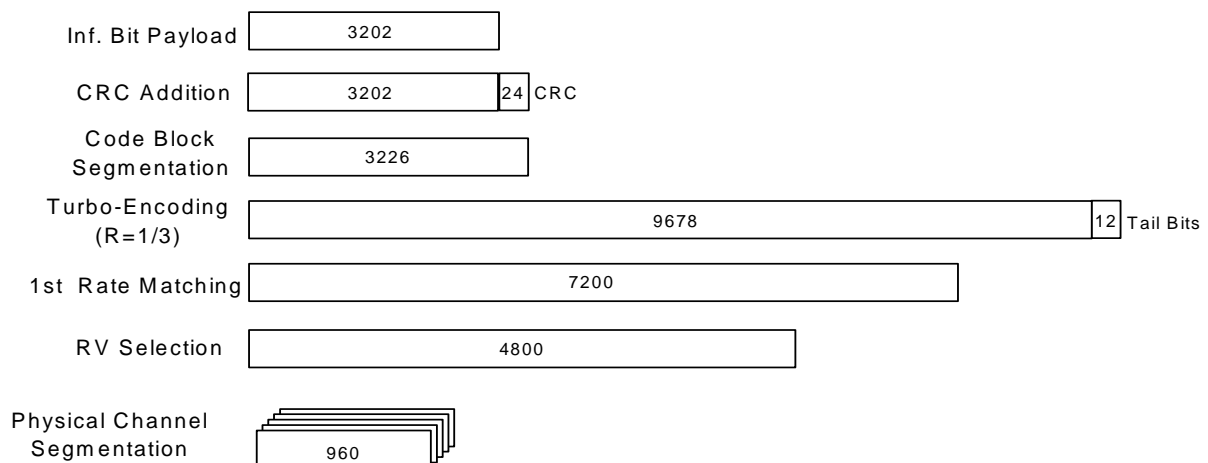 Inf. Bit Payload 3202
CRC Addition 3202 24 CRC
Code Block
Segmentation 3226
Turbo-Encoding
(R=1/3) 9678 12 Tail Bits
1st Rate Matching 7200
RV Selection 4800
Physical Channel
Segmentation 960